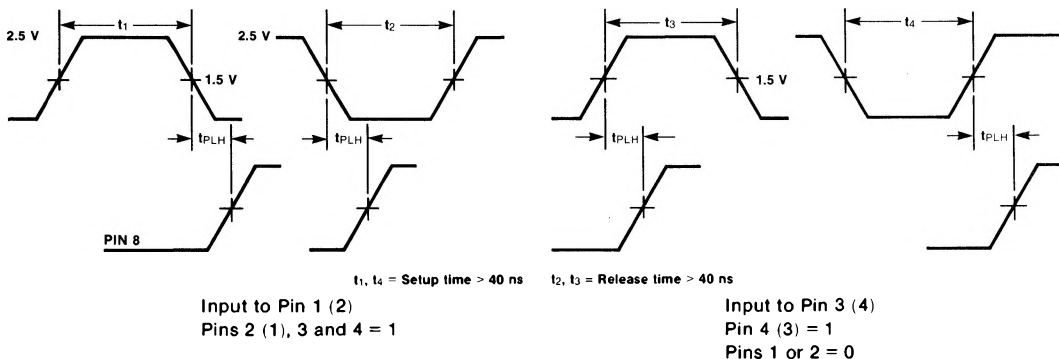 t₁ t₂ t₃ t₄
2.5 V 2.5 V
1.5 V 1.5 V
tPLH tPLH tPLH tPLH
PIN 8
t₁, t₄ = Setup time > 40 ns t₂, t₃ = Release time > 40 ns
Input to Pin 1 (2)
Pins 2 (1), 3 and 4 = 1
Input to Pin 3 (4)
Pin 4 (3) = 1
Pins 1 or 2 = 0